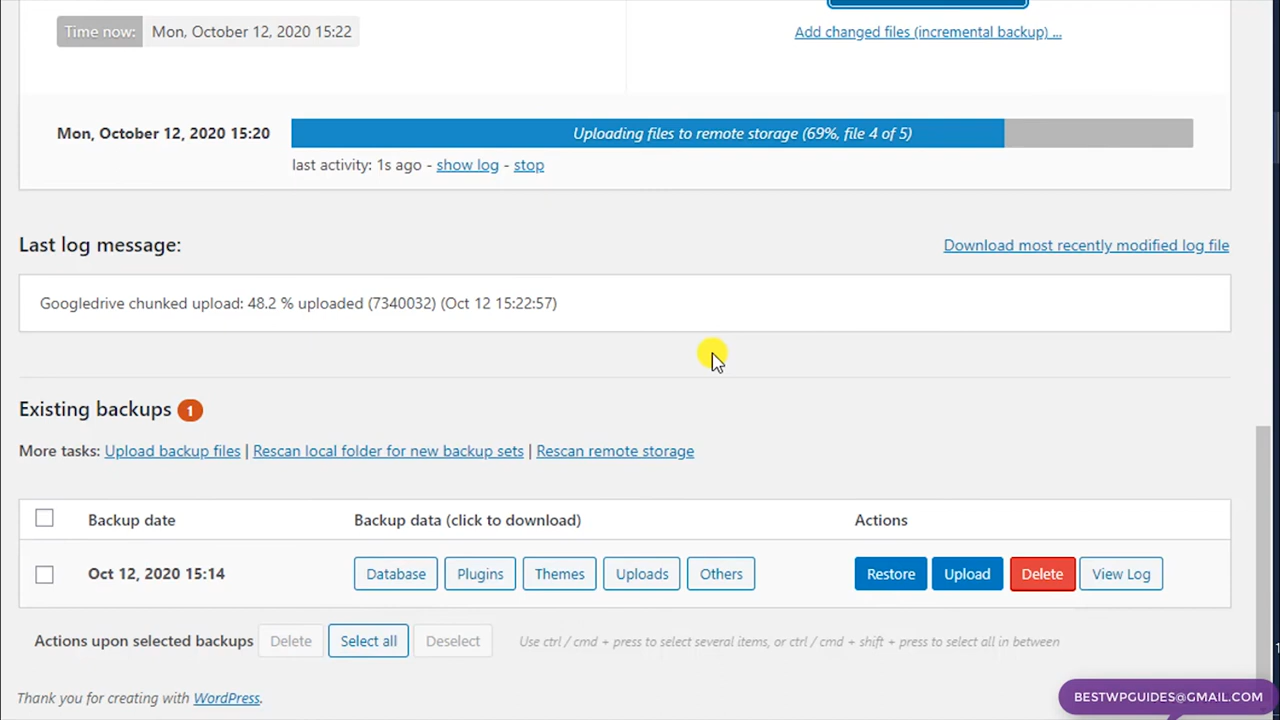 Time now: Mon, October 12, 2020 15:22
Add changed files (incremental backup) ...
Mon, October 12, 2020 15:20
Uploading files to remote storage (69%, file 4 of 5)
last activity: 1s ago - show log - stop
Last log message:
Download most recently modified log file
Googledrive chunked upload: 48.2 % uploaded (7340032) (Oct 12 15:22:57)
Existing backups 1
More tasks: Upload backup files | Rescan local folder for new backup sets | Rescan remote storage
Backup date Backup data (click to download) Actions
Oct 12, 2020 15:14 Database Plugins Themes Uploads Others Restore Upload Delete View Log
Actions upon selected backups Delete Select all Deselect Use ctrl / cmd + press to select several items, or ctrl / cmd + shift + press to select all in between
Thank you for creating with WordPress.
BESTWPGUIDES@GMAIL.COM